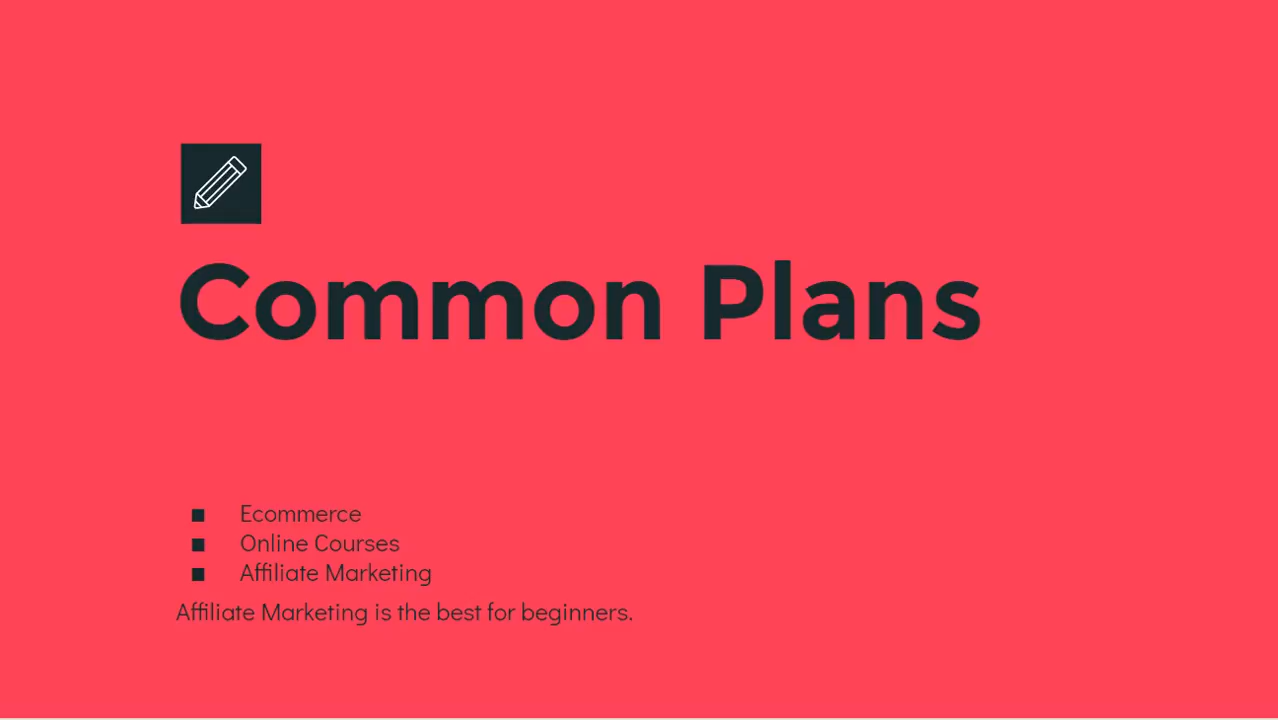 Common Plans
■ Ecommerce
■ Online Courses
■ Affiliate Marketing
Affiliate Marketing is the best for beginners.